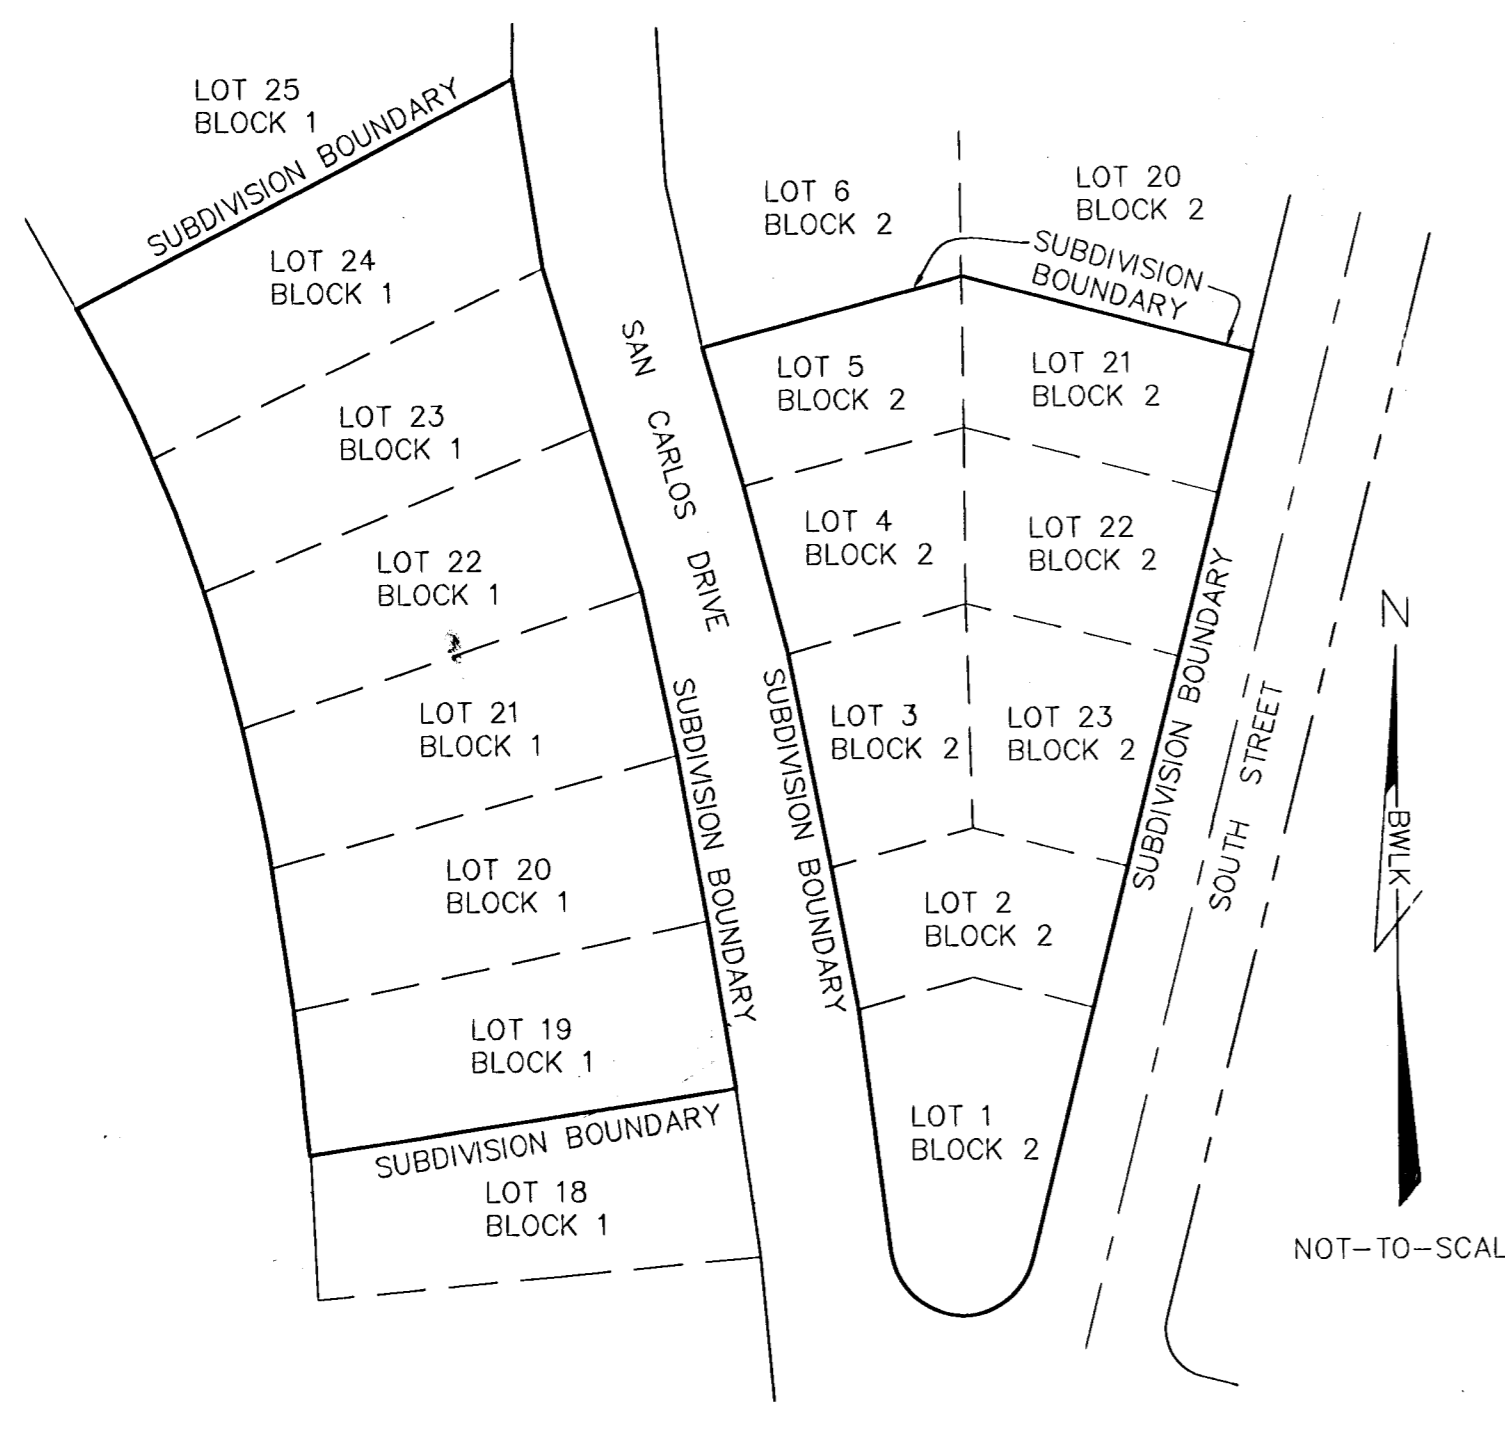 LOT 25
BLOCK 1
SUBDIVISION BOUNDARY
LOT 24
BLOCK 1
LOT 23
BLOCK 1
LOT 22
BLOCK 1
LOT 21
BLOCK 1
LOT 20
BLOCK 1
LOT 19
BLOCK 1
SUBDIVISION BOUNDARY
LOT 18
BLOCK 1
SAN CARLOS DRIVE
SUBDIVISION BOUNDARY
SUBDIVISION BOUNDARY
LOT 6
BLOCK 2
LOT 20
BLOCK 2
SUBDIVISION
BOUNDARY
LOT 5
BLOCK 2
LOT 21
BLOCK 2
LOT 4
BLOCK 2
LOT 22
BLOCK 2
LOT 3
BLOCK 2
LOT 23
BLOCK 2
LOT 2
BLOCK 2
LOT 1
BLOCK 2
SUBDIVISION BOUNDARY
SOUTH STREET
N
BWLK
NOT-TO-SCAL